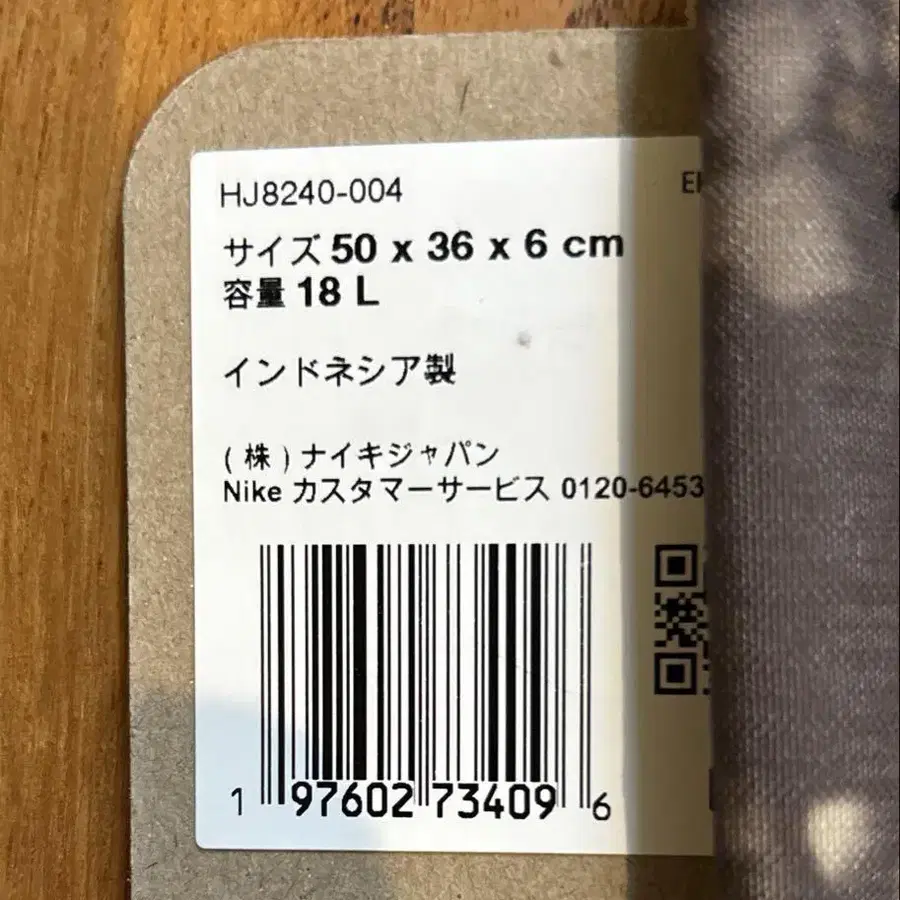 HJ8240-004
サイズ 50 x 36 x 6 cm
容量 18 L
インドネシア製
(株)ナイキジャパン
Nike カスタマーサービス 0120-6453
1 97602 73409 6